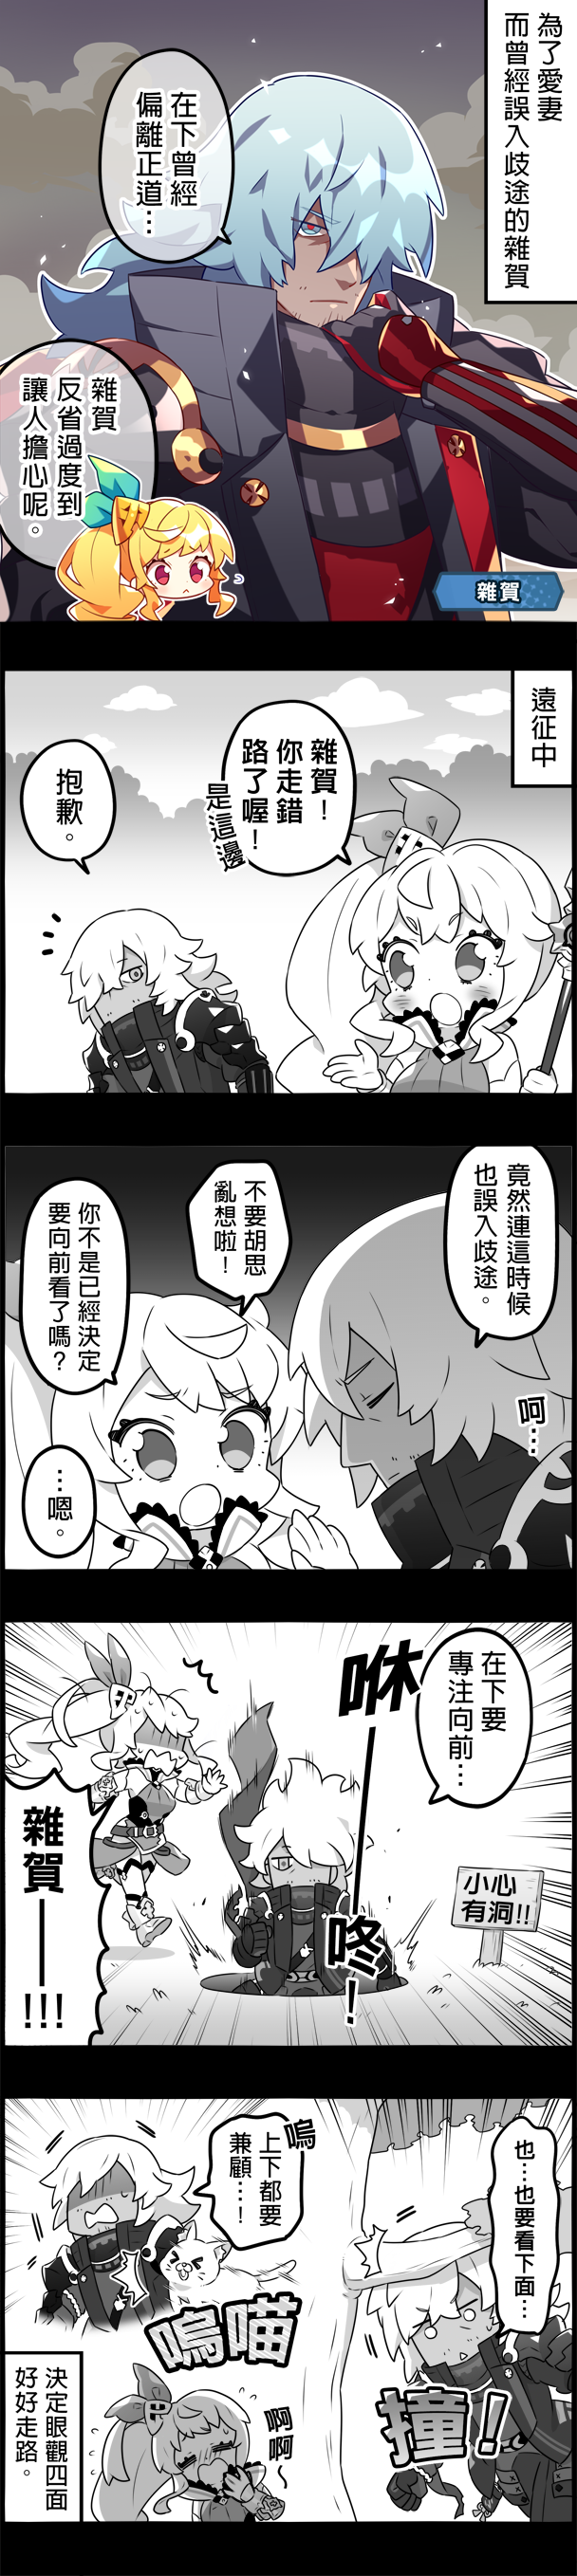 為了愛妻
而曾經誤入歧途的雜賀
在下曾經
偏離正道…
雜賀
反省過度到
讓人擔心呢。
雜賀
遠征中
雜賀！
你走錯
路了喔！
是這邊
抱歉。
竟然連這時候
也誤入歧途。
呵…
不要胡思
亂想啦！
你不是已經決定
要向前看了嗎？
…嗯。
在下要
專注向前…
咻—
咚！
小心
有洞!!
雜賀——!!!
也…也要看下面…
撞！
嗚
上下都要
兼顧…！
嗚喵
啊啊～
決定眼觀四面
好好走路。